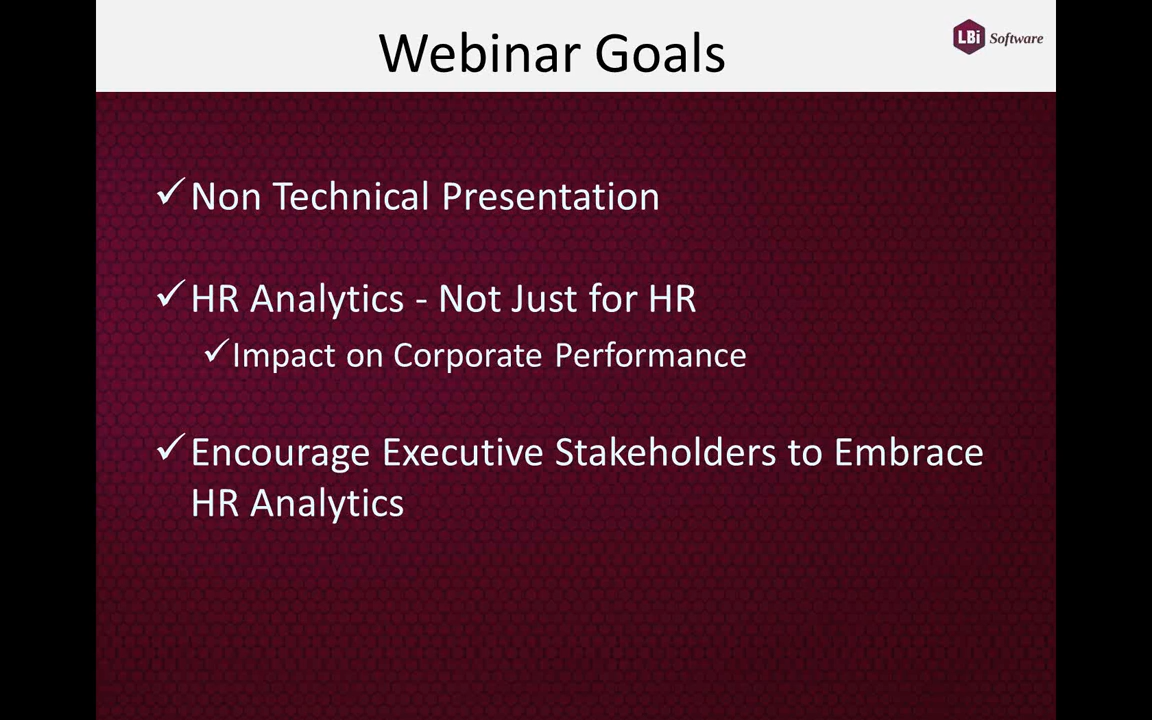 Webinar Goals
LBi Software
✓Non Technical Presentation
✓HR Analytics - Not Just for HR
✓Impact on Corporate Performance
✓Encourage Executive Stakeholders to Embrace
HR Analytics